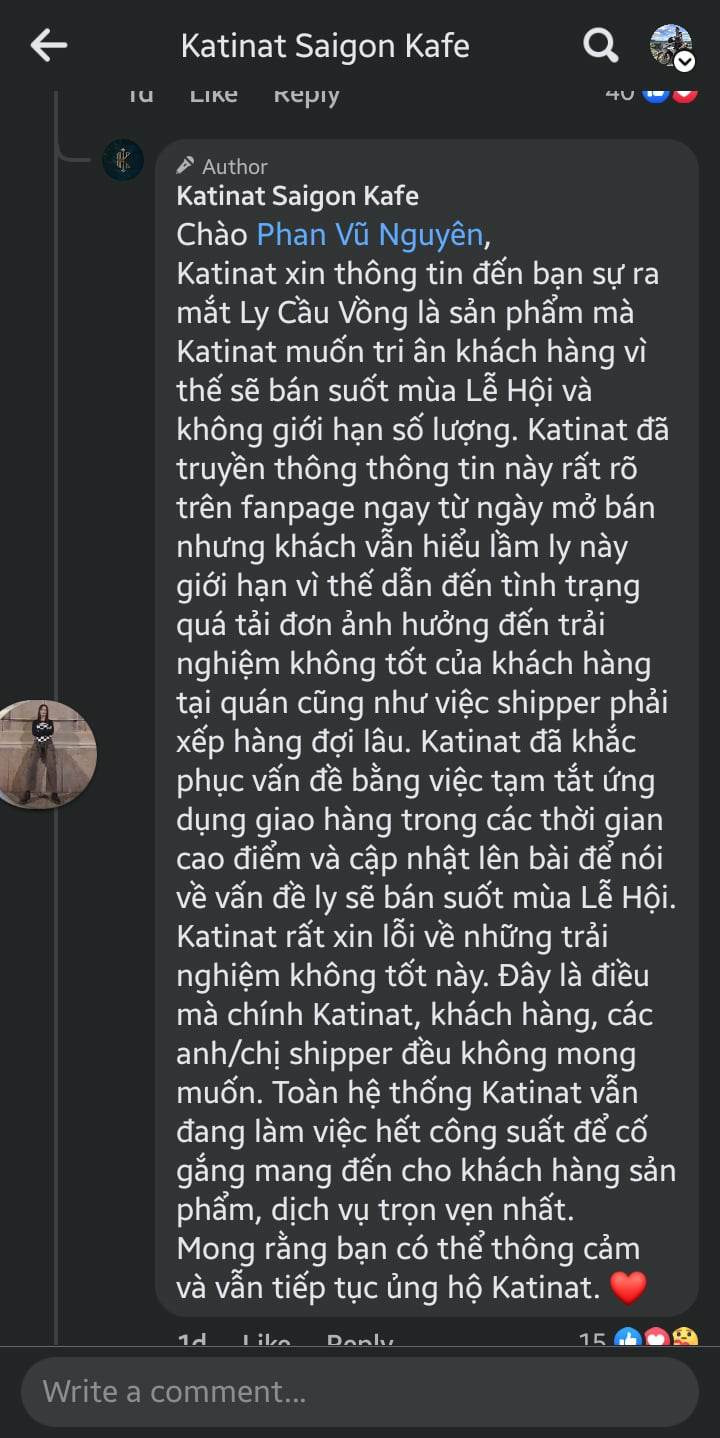 Katinat Saigon Kafe
1d Like Reply 40
Author
Katinat Saigon Kafe
Chào Phan Vũ Nguyên,
Katinat xin thông tin đến bạn sự ra
mắt Ly Cầu Vồng là sản phẩm mà
Katinat muốn tri ân khách hàng vì
thế sẽ bán suốt mùa Lễ Hội và
không giới hạn số lượng. Katinat đã
truyền thông thông tin này rất rõ
trên fanpage ngay từ ngày mở bán
nhưng khách vẫn hiểu lầm ly này
giới hạn vì thế dẫn đến tình trạng
quá tải đơn ảnh hưởng đến trải
nghiệm không tốt của khách hàng
tại quán cũng như việc shipper phải
xếp hàng đợi lâu. Katinat đã khắc
phục vấn đề bằng việc tạm tắt ứng
dụng giao hàng trong các thời gian
cao điểm và cập nhật lên bài để nói
về vấn đề ly sẽ bán suốt mùa Lễ Hội.
Katinat rất xin lỗi về những trải
nghiệm không tốt này. Đây là điều
mà chính Katinat, khách hàng, các
anh/chị shipper đều không mong
muốn. Toàn hệ thống Katinat vẫn
đang làm việc hết công suất để cố
gắng mang đến cho khách hàng sản
phẩm, dịch vụ trọn vẹn nhất.
Mong rằng bạn có thể thông cảm
và vẫn tiếp tục ủng hộ Katinat. ❤️
1d Like Reply 15
Write a comment...